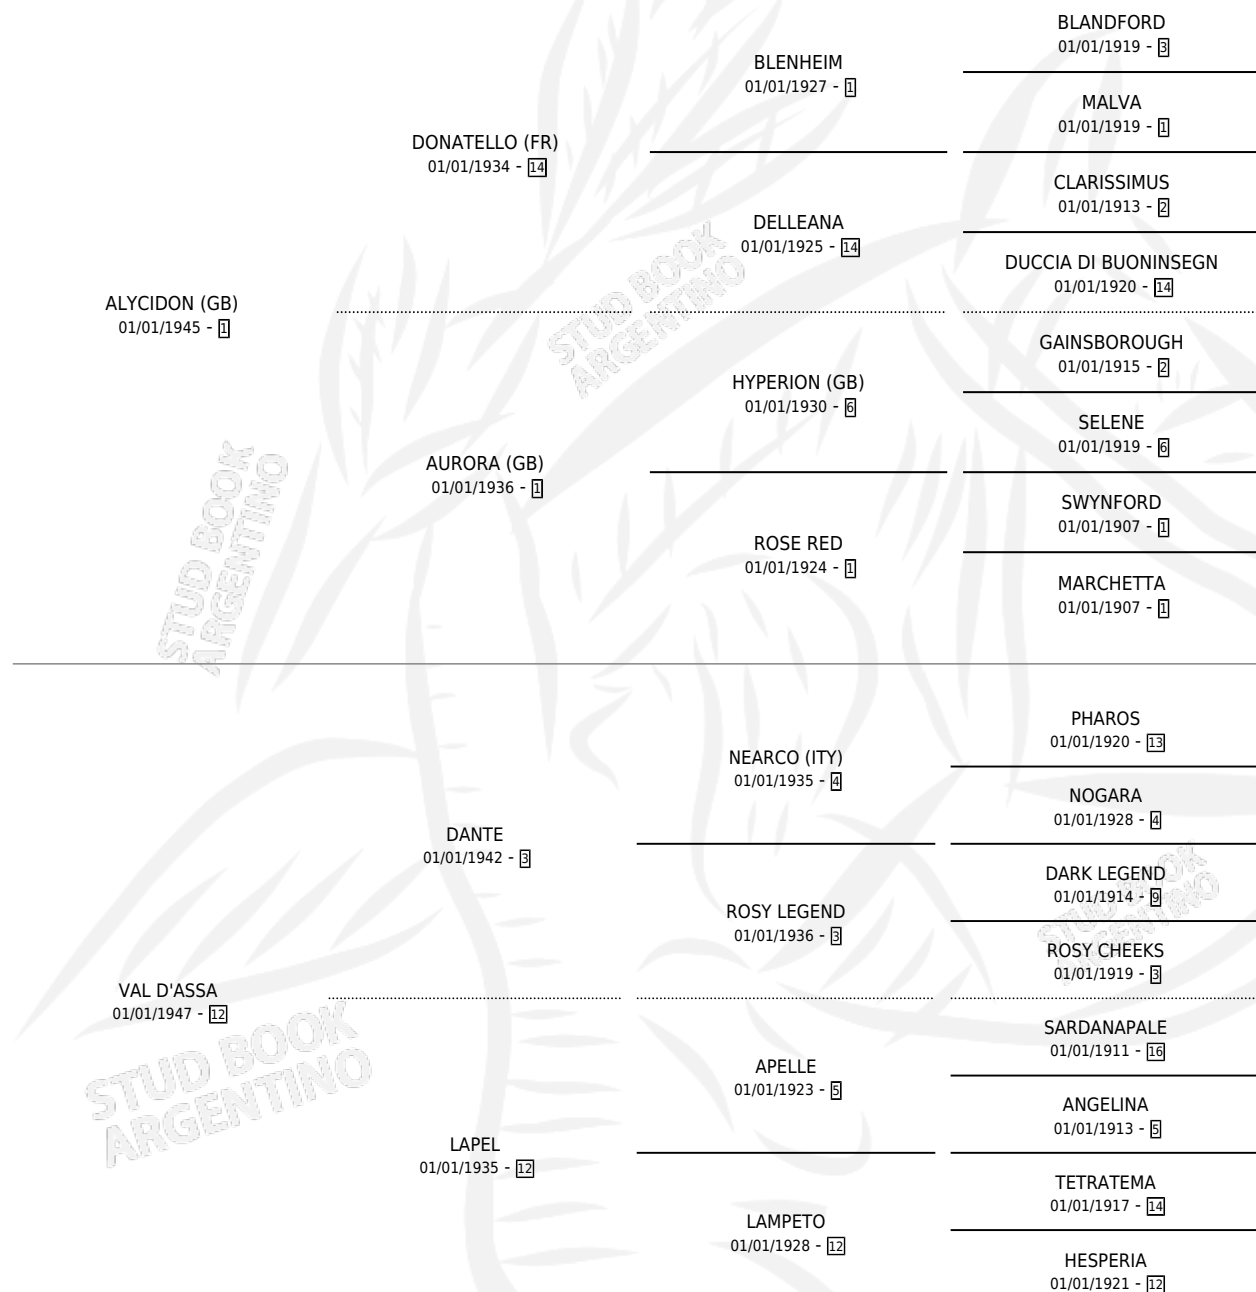 BLANDFORD
01/01/1919 - 3
BLENHEIM
01/01/1927 - 1
MALVA
01/01/1919 - 1
DONATELLO (FR)
01/01/1934 - 14
CLARISSIMUS
01/01/1913 - 2
DELLEANA
01/01/1925 - 14
DUCCIA DI BUONINSEGN
01/01/1920 - 14
ALYCIDON (GB)
01/01/1945 - 1
GAINSBOROUGH
01/01/1915 - 2
HYPERION (GB)
01/01/1930 - 6
SELENE
01/01/1919 - 6
AURORA (GB)
01/01/1936 - 1
SWYNFORD
01/01/1907 - 1
ROSE RED
01/01/1924 - 1
MARCHETTA
01/01/1907 - 1
PHAROS
01/01/1920 - 13
NEARCO (ITY)
01/01/1935 - 4
NOGARA
01/01/1928 - 4
DANTE
01/01/1942 - 3
DARK LEGEND
01/01/1914 - 9
ROSY LEGEND
01/01/1936 - 3
ROSY CHEEKS
01/01/1919 - 3
VAL D'ASSA
01/01/1947 - 12
SARDANAPALE
01/01/1911 - 16
APELLE
01/01/1923 - 5
ANGELINA
01/01/1913 - 5
LAPEL
01/01/1935 - 12
TETRATEMA
01/01/1917 - 14
LAMPETO
01/01/1928 - 12
HESPERIA
01/01/1921 - 12
STUD BOOK
ARGENTINO
STUD BOOK
ARGENTINO
STUD BOOK
ARGENTINO
STUD BOOK
ARGENTINO